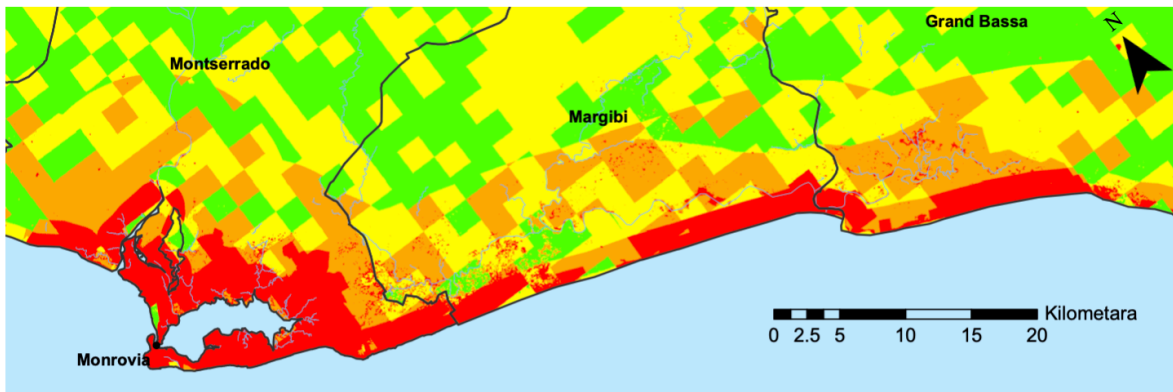 Grand Bassa
N
Montserrado
Margibi
Kilometara
0 2.5 5 10 15 20
Monrovia